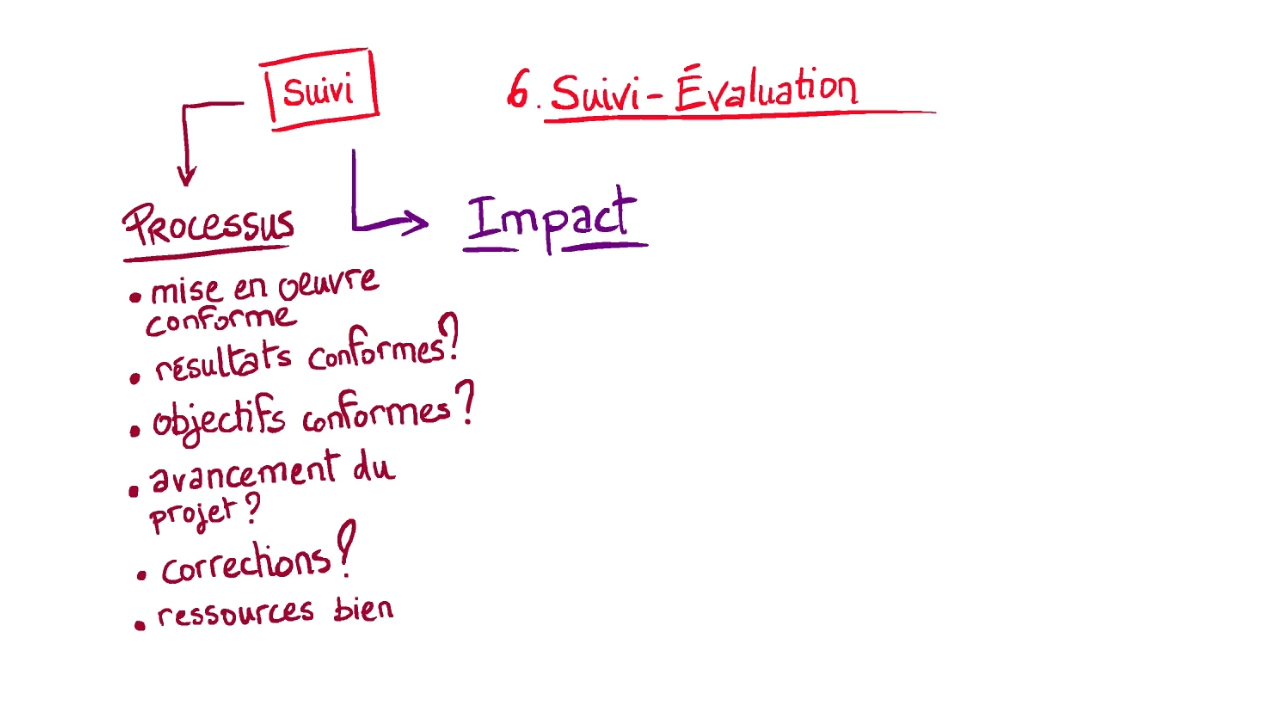 Suivi
6. Suivi-Évaluation
Processus
Impact
• mise en oeuvre
conforme
• résultats conformes?
• objectifs conformes?
• avancement du
projet?
• corrections?
• ressources bien